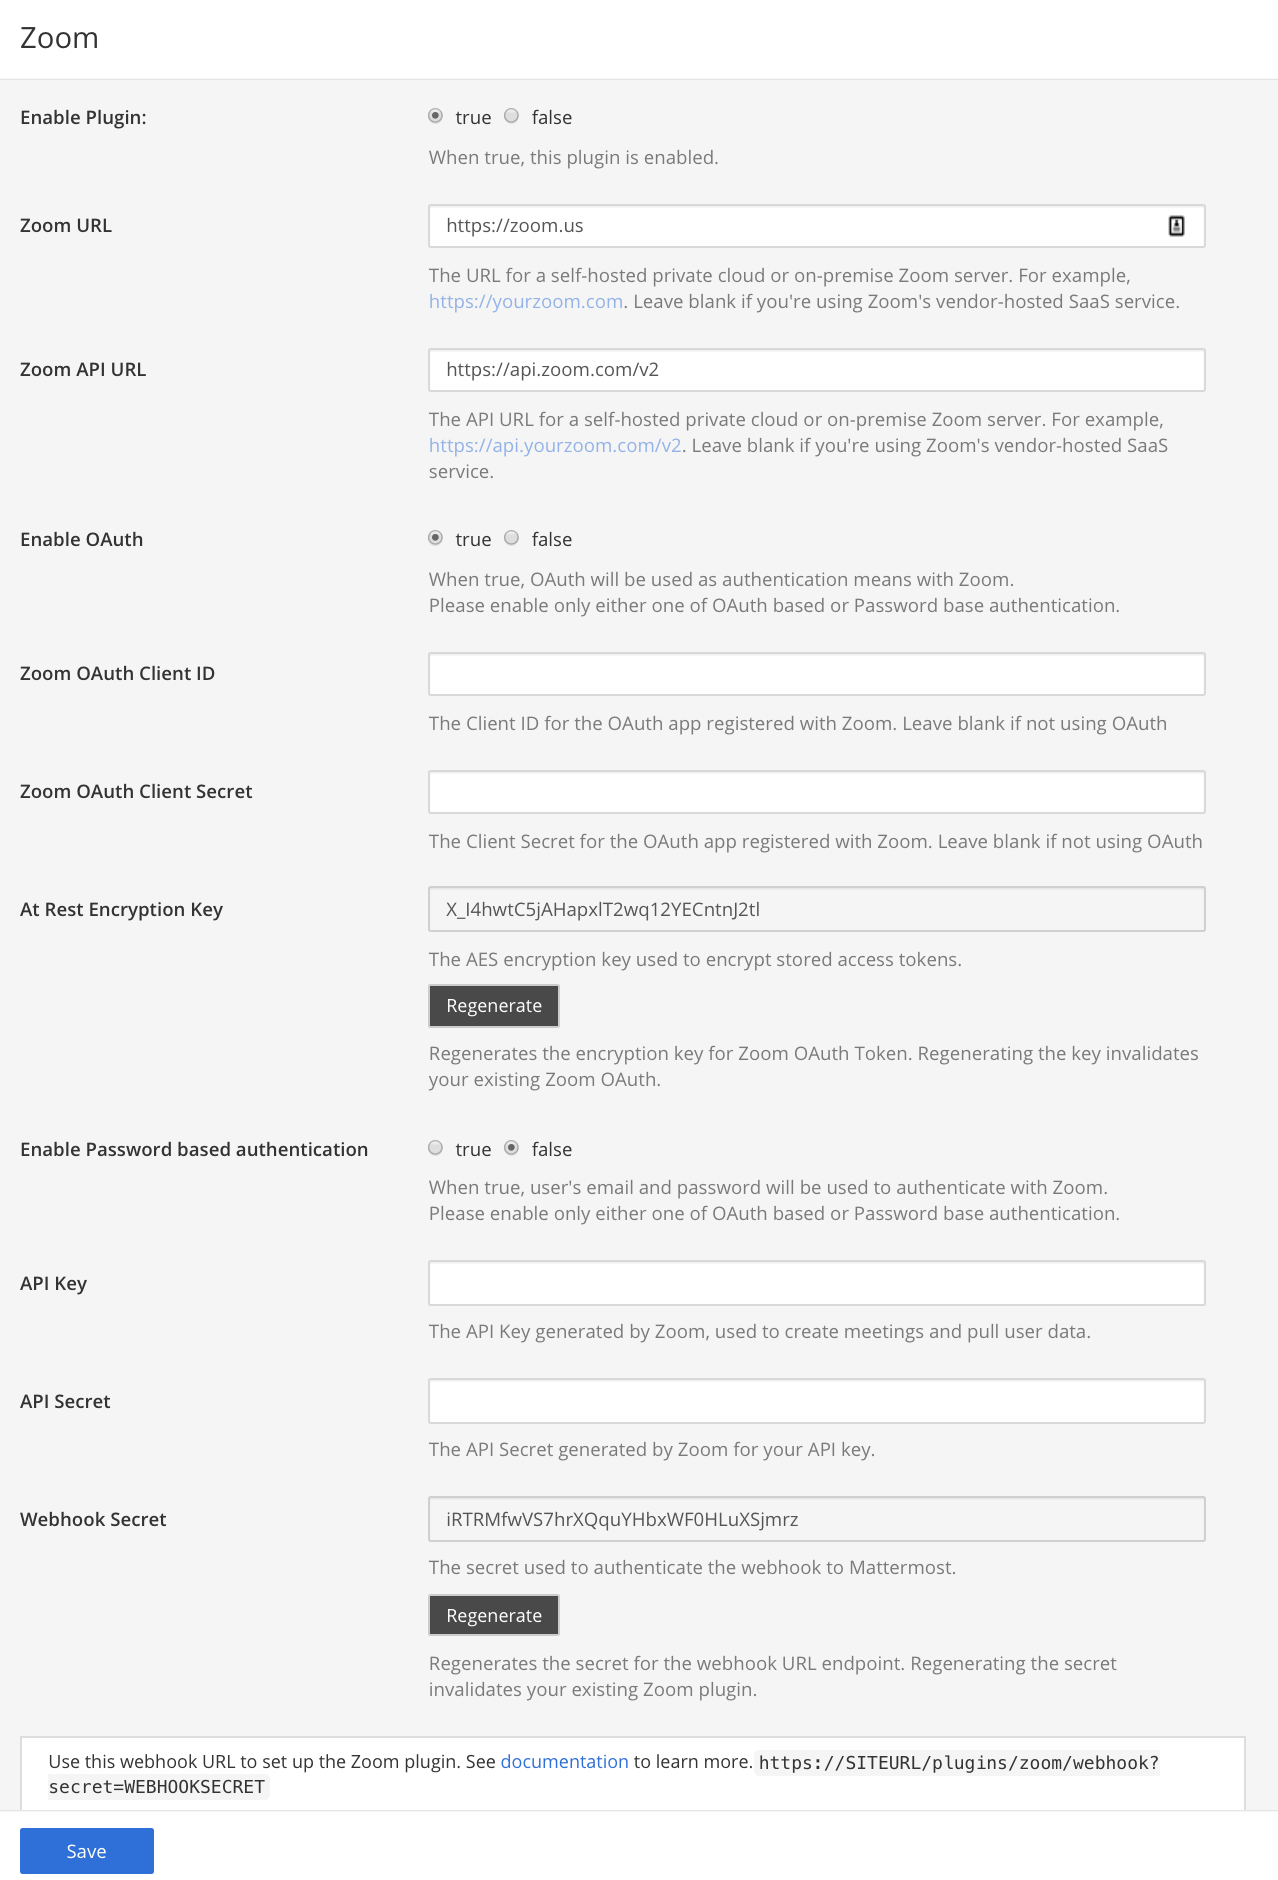 Zoom
Enable Plugin:
true false
When true, this plugin is enabled.
Zoom URL
https://zoom.us
The URL for a self-hosted private cloud or on-premise Zoom server. For example,
https://yourzoom.com. Leave blank if you're using Zoom's vendor-hosted SaaS service.
Zoom API URL
https://api.zoom.com/v2
The API URL for a self-hosted private cloud or on-premise Zoom server. For example,
https://api.yourzoom.com/v2. Leave blank if you're using Zoom's vendor-hosted SaaS
service.
Enable OAuth
true false
When true, OAuth will be used as authentication means with Zoom.
Please enable only either one of OAuth based or Password base authentication.
Zoom OAuth Client ID
The Client ID for the OAuth app registered with Zoom. Leave blank if not using OAuth
Zoom OAuth Client Secret
The Client Secret for the OAuth app registered with Zoom. Leave blank if not using OAuth
At Rest Encryption Key
X_I4hwtC5jAHapxlT2wq12YECntnJ2tl
The AES encryption key used to encrypt stored access tokens.
Regenerate
Regenerates the encryption key for Zoom OAuth Token. Regenerating the key invalidates
your existing Zoom OAuth.
Enable Password based authentication
true false
When true, user's email and password will be used to authenticate with Zoom.
Please enable only either one of OAuth based or Password base authentication.
API Key
The API Key generated by Zoom, used to create meetings and pull user data.
API Secret
The API Secret generated by Zoom for your API key.
Webhook Secret
iRTRMfwVS7hrXQquYHbxWF0HLuXSjmrz
The secret used to authenticate the webhook to Mattermost.
Regenerate
Regenerates the secret for the webhook URL endpoint. Regenerating the secret
invalidates your existing Zoom plugin.
Use this webhook URL to set up the Zoom plugin. See documentation to learn more. https://SITEURL/plugins/zoom/webhook?
secret=WEBHOOKSECRET
Save